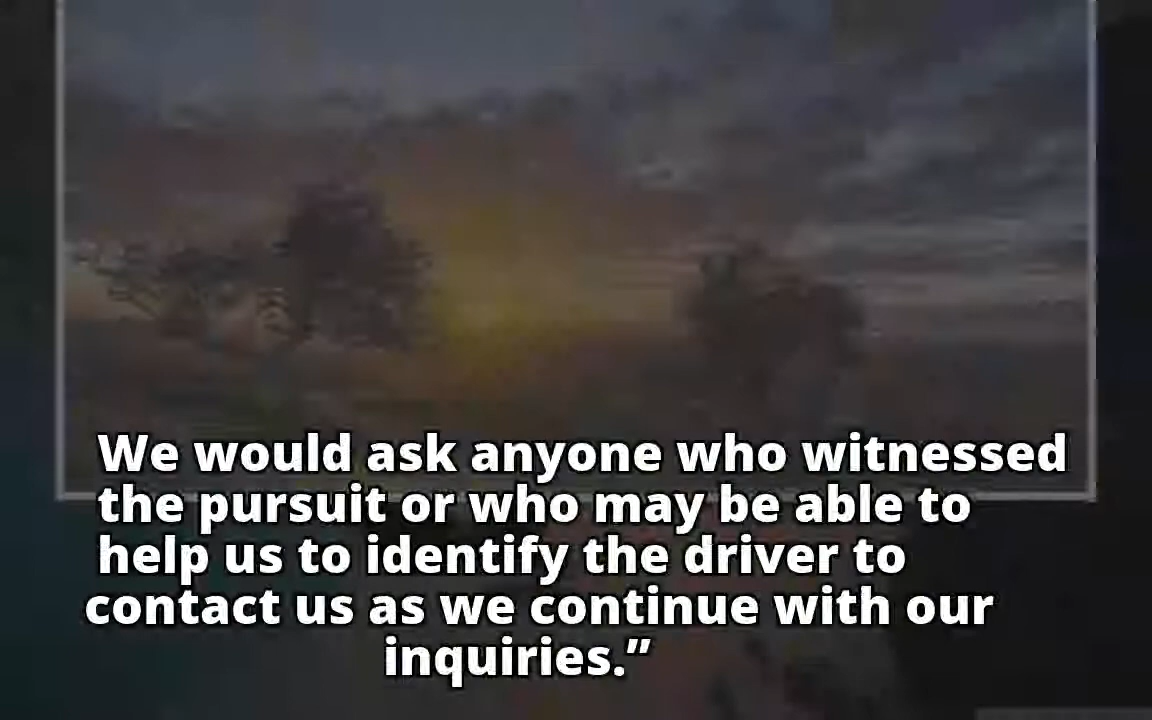 We would ask anyone who witnessed
the pursuit or who may be able to
help us to identify the driver to
contact us as we continue with our
inquiries.”